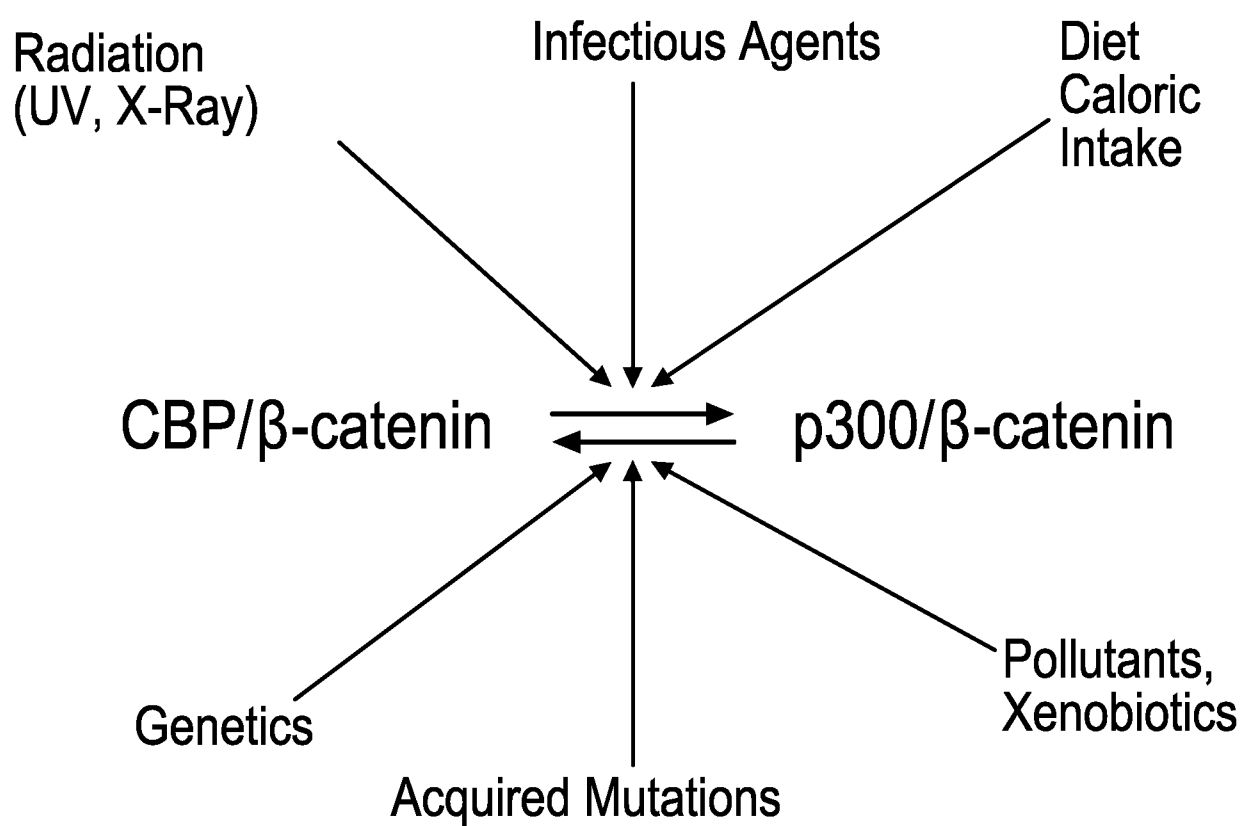 Radiation
(UV, X-Ray)
Infectious Agents
Diet
Caloric
Intake
CBP/β-catenin
p300/β-catenin
Genetics
Acquired Mutations
Pollutants,
Xenobiotics